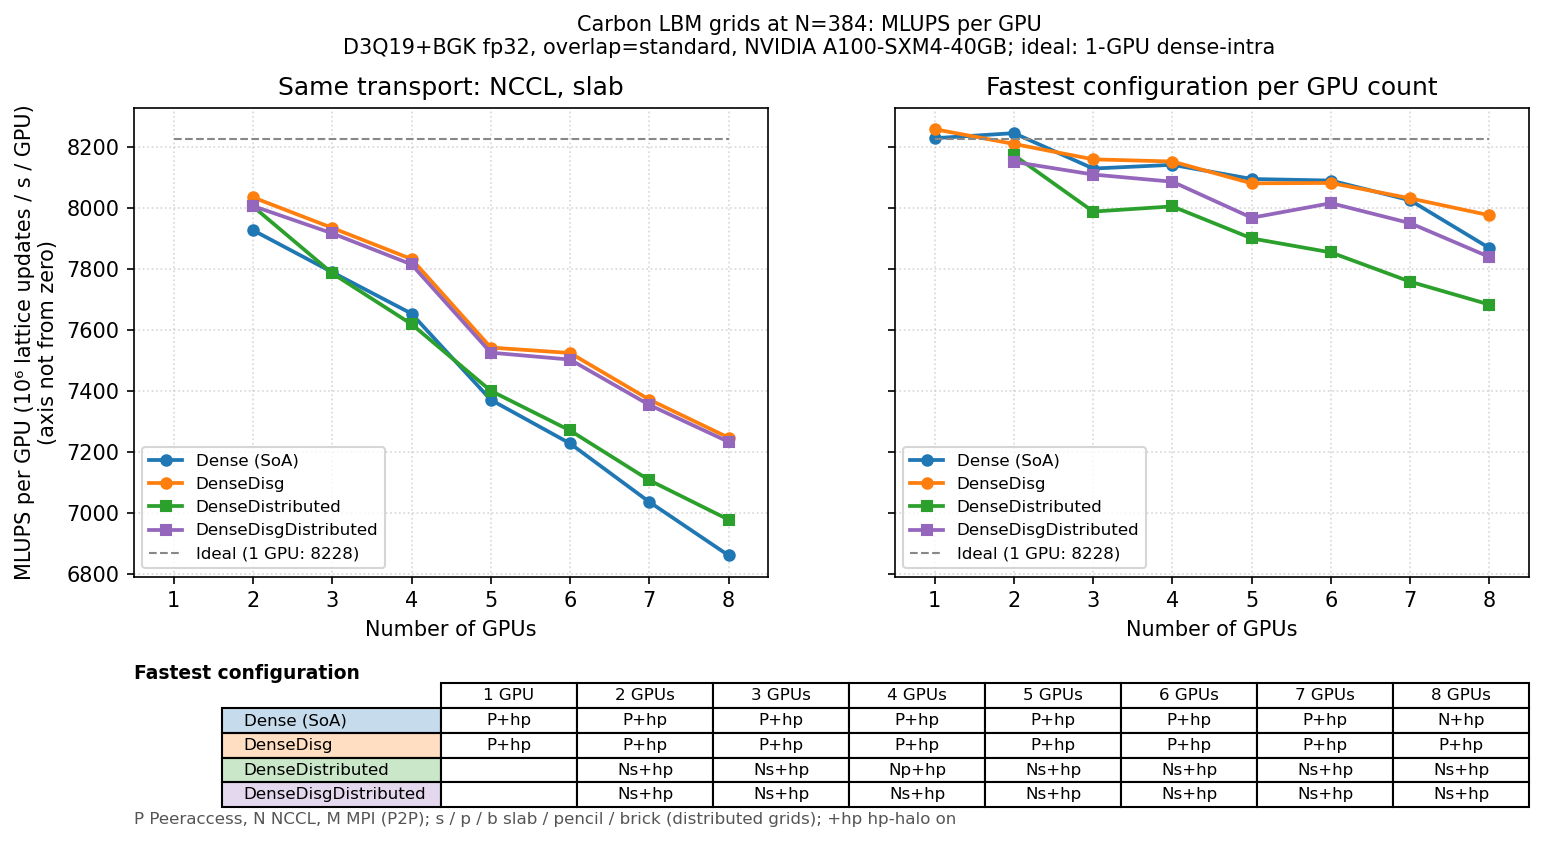 Carbon LBM grids at N=384: MLUPS per GPU
D3Q19+BGK fp32, overlap=standard, NVIDIA A100-SXM4-40GB; ideal: 1-GPU dense-intra
Same transport: NCCL, slab
MLUPS per GPU (10⁶ lattice updates / s / GPU)
(axis not from zero)
8200
8000
7800
7600
7400
7200
7000
6800
Dense (SoA)
DenseDisg
DenseDistributed
DenseDisgDistributed
Ideal (1 GPU: 8228)
1 2 3 4 5 6 7 8
Number of GPUs
Fastest configuration per GPU count
Dense (SoA)
DenseDisg
DenseDistributed
DenseDisgDistributed
Ideal (1 GPU: 8228)
1 2 3 4 5 6 7 8
Number of GPUs
Fastest configuration
1 GPU 2 GPUs 3 GPUs 4 GPUs 5 GPUs 6 GPUs 7 GPUs 8 GPUs
Dense (SoA) P+hp P+hp P+hp P+hp P+hp P+hp P+hp N+hp
DenseDisg P+hp P+hp P+hp P+hp P+hp P+hp P+hp P+hp
DenseDistributed Ns+hp Ns+hp Np+hp Ns+hp Ns+hp Ns+hp Ns+hp
DenseDisgDistributed Ns+hp Ns+hp Ns+hp Ns+hp Ns+hp Ns+hp Ns+hp
P Peeraccess, N NCCL, M MPI (P2P); s / p / b slab / pencil / brick (distributed grids); +hp hp-halo on